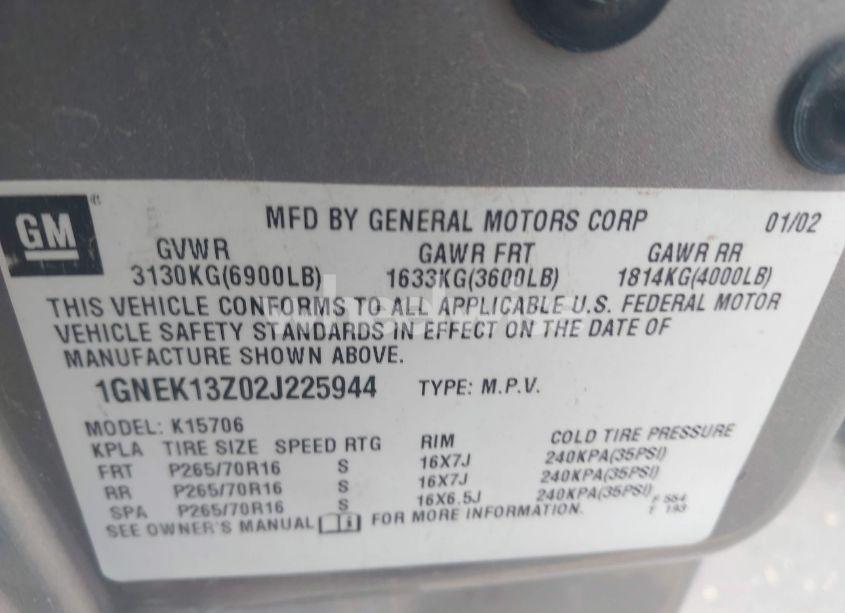 GM
MFD BY GENERAL MOTORS CORP 01/02
GVWR GAWR FRT GAWR RR
3130KG(6900LB) 1633KG(3600LB) 1814KG(4000LB)
THIS VEHICLE CONFORMS TO ALL APPLICABLE U.S. FEDERAL MOTOR
VEHICLE SAFETY STANDARDS IN EFFECT ON THE DATE OF
MANUFACTURE SHOWN ABOVE.
1GNEK13Z02J225944 TYPE: M.P.V.
MODEL: K15706
KPLA TIRE SIZE SPEED RTG RIM COLD TIRE PRESSURE
FRT P265/70R16 S 16X7J 240KPA(35PSI)
RR P265/70R16 S 16X7J 240KPA(35PSI)
SPA P265/70R16 S 16X6.5J 240KPA(35PSI)
SEE OWNER'S MANUAL FOR MORE INFORMATION.
F 554
T 193